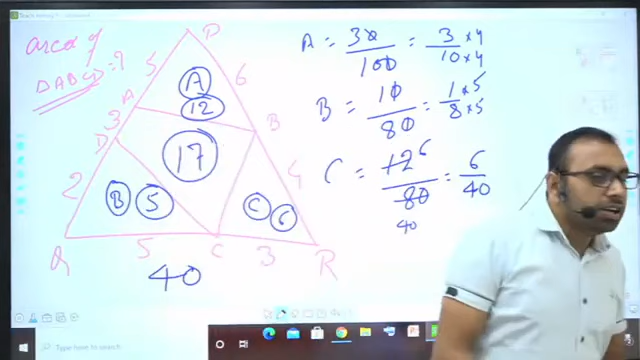 area of
□ABCD = ?
P
5
6
A
12
A
B
3
D
17
2
4
B 5
C 6
Q
5
C
3
R
40
A = 30/100 = 3×4/10×4
B = 10/80 = 1×5/8×5
C = 12 6/80 40 = 6/40
Type here to search